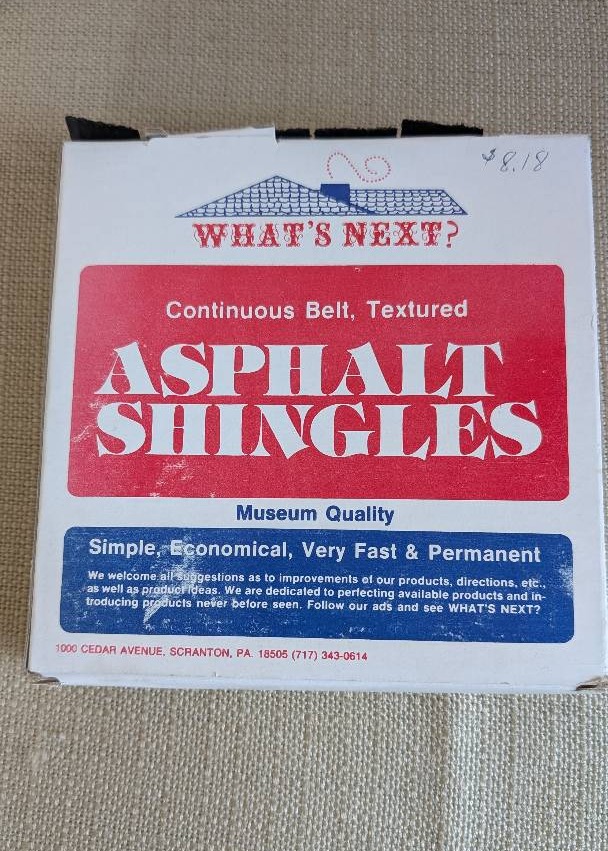 $8.18
WHAT'S NEXT?
Continuous Belt, Textured
ASPHALT
SHINGLES
Museum Quality
Simple, Economical, Very Fast & Permanent
We welcome all suggestions as to improvements of our products, directions, etc.,
as well as product ideas. We are dedicated to perfecting available products and in-
troducing products never before seen. Follow our ads and see WHAT'S NEXT?
1000 CEDAR AVENUE, SCRANTON, PA. 18505 (717) 343-0614